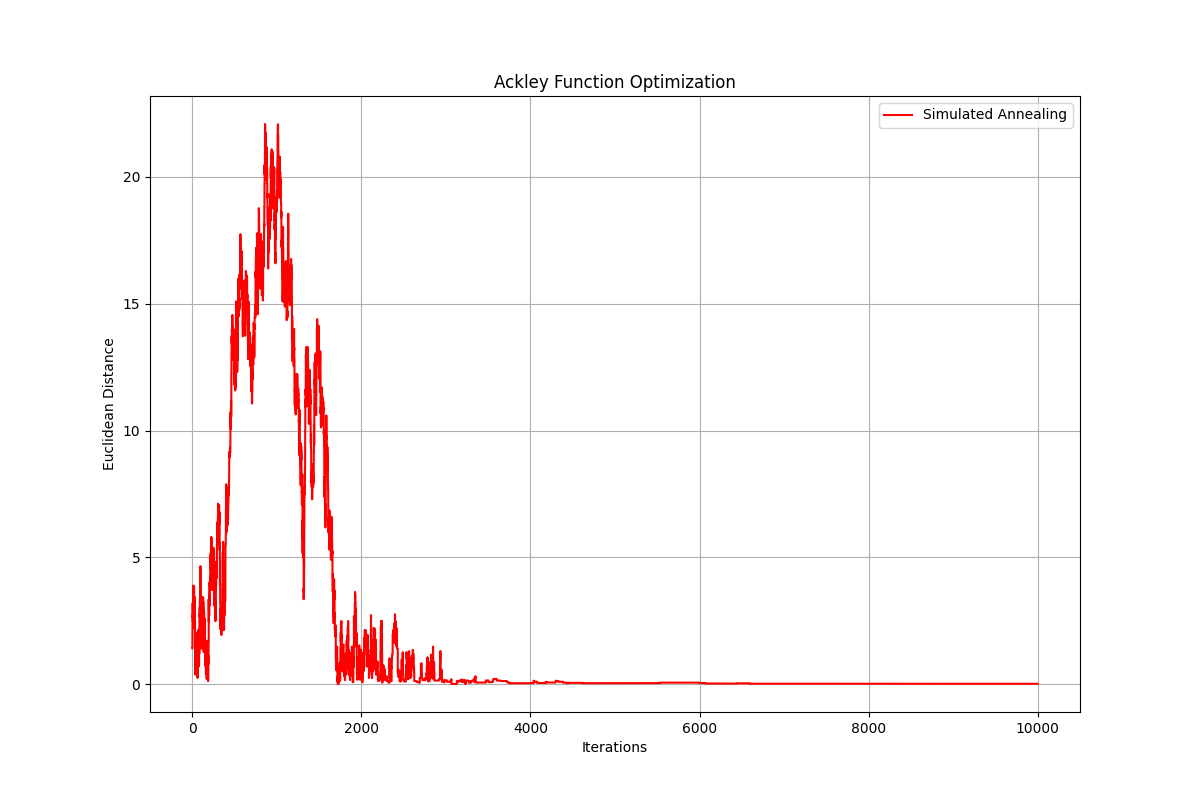 Ackley Function Optimization
Simulated Annealing
Euclidean Distance
20
15
10
5
0
0 2000 4000 6000 8000 10000
Iterations